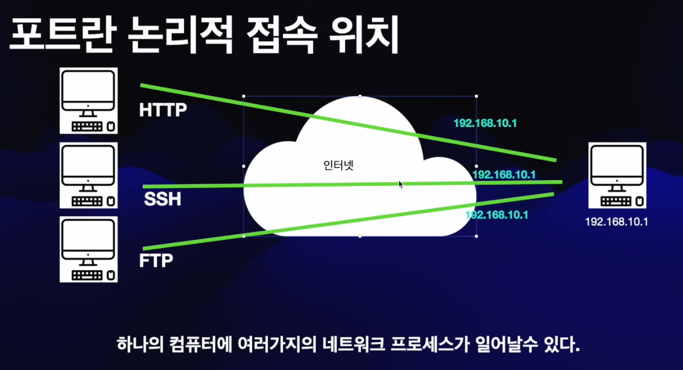 포트란 논리적 접속 위치
HTTP
192.168.10.1
인터넷
192.168.10.1
SSH
192.168.10.1
192.168.10.1
FTP
하나의 컴퓨터에 여러가지의 네트워크 프로세스가 일어날수 있다.